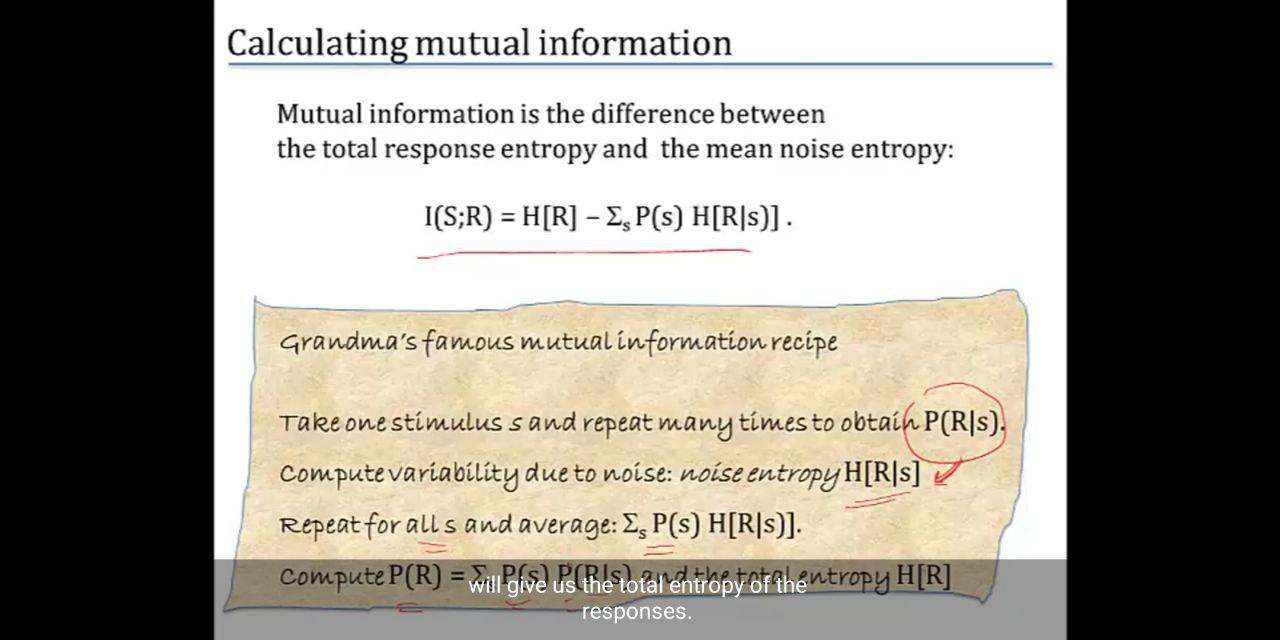 Calculating mutual information
Mutual information is the difference between
the total response entropy and the mean noise entropy:
I(S;R) = H[R] – Σs P(s) H[R|s)] .
Grandma's famous mutual information recipe
Take one stimulus s and repeat many times to obtain P(R|s).
Compute variability due to noise: noise entropy H[R|s]
Repeat for all s and average: Σs P(s) H[R|s)].
Compute P(R) = Σs P(s) P(R|s) and the total entropy H[R]
will give us the total entropy of the
responses.